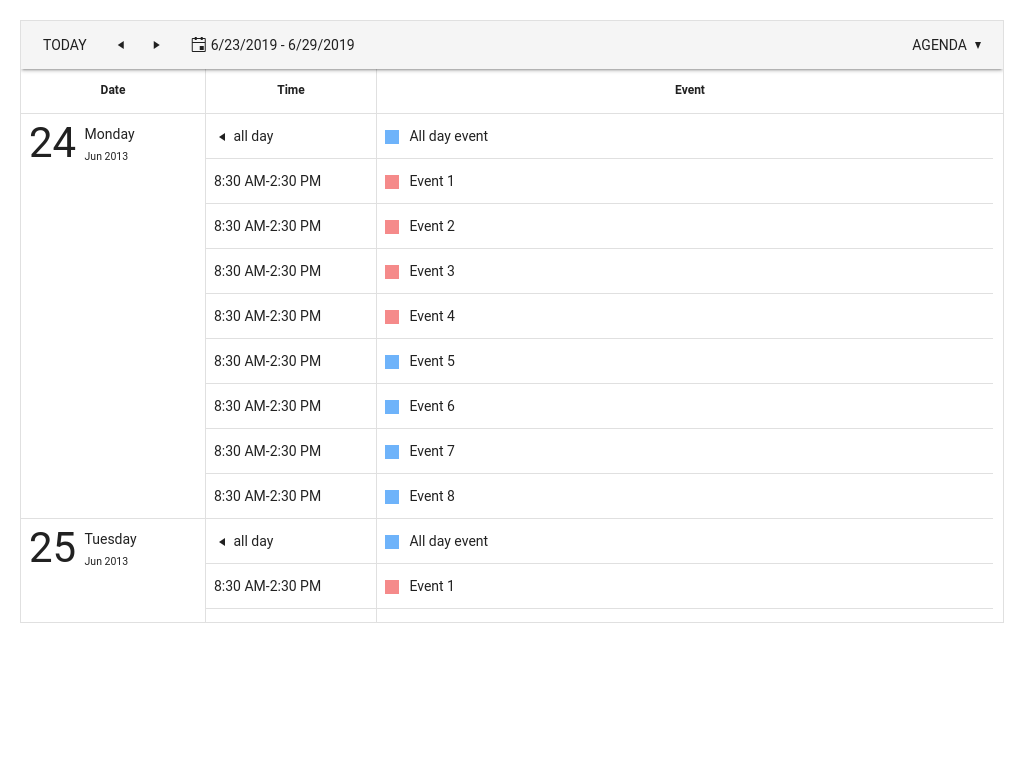 TODAY 6/23/2019 - 6/29/2019 AGENDA
Date Time Event
24 Monday Jun 2013 all day All day event
8:30 AM-2:30 PM Event 1
8:30 AM-2:30 PM Event 2
8:30 AM-2:30 PM Event 3
8:30 AM-2:30 PM Event 4
8:30 AM-2:30 PM Event 5
8:30 AM-2:30 PM Event 6
8:30 AM-2:30 PM Event 7
8:30 AM-2:30 PM Event 8
25 Tuesday Jun 2013 all day All day event
8:30 AM-2:30 PM Event 1